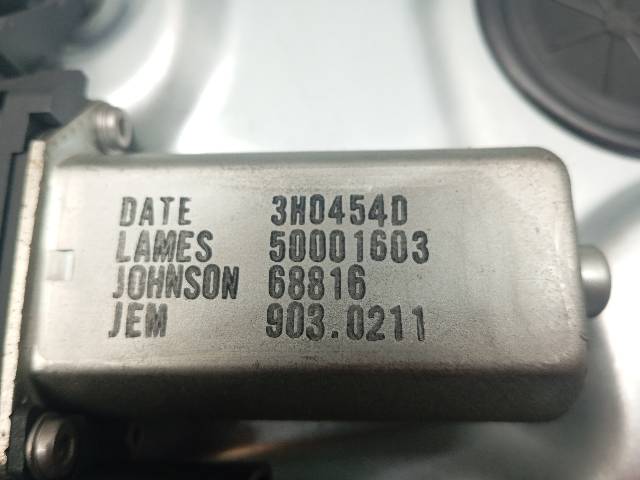 DATE 3H0454D
LAMES 50001603
JOHNSON 68816
JEM 903.0211